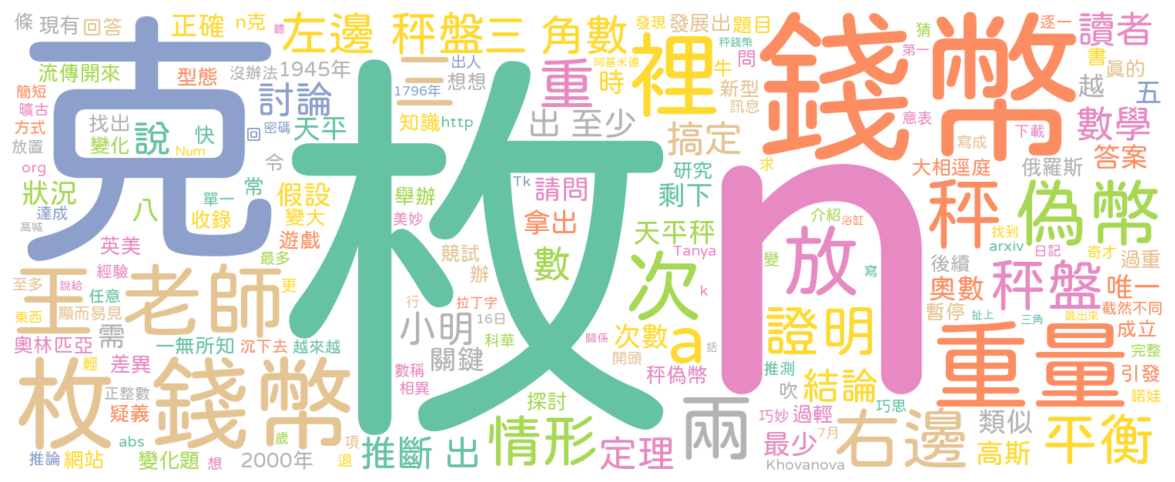 條 現有 回答 正確 n克 聽 左邊 秤盤 三 角數 發現 發展出 題目 秤錢幣 猜 第一 逐一 讀者
流傳開來 型態 沒辦法 1945年 出人 想想 阿基米德 牛 問 書 真的
簡短 曠古 方式 放置 找出 變化 說 快 回 密碼 討論 天平 1796年 三 知識 http 重 時 裡 新型 訊息 錢幣 意表 寫成 下載 越 五 數學
克 枚 n
org Num 令 出 至少 搞定 大相逕庭 俄羅斯 答案
狀況 達成 八 單一 常 收錄 假設 變大 遊戲 舉辦 美妙 Tk 請問 拿出 研究 剩下 求 介紹 浴缸 秤 找到 arxiv 偽幣 日記 奇才
高喊 英美 最多 競試 辦 數 天平秤 Tanya 放 變 寫 後續 過重
王 老師 至多 經驗 說給 任意 更 行 拉丁字 16日 次 k 奧數 秤盤 唯一
東西 顯而易見 需 小明 科華 次數 a 證明 暫停 扯上 截然不同
奧林匹亞 差異 一無所知 沉下去 越來越 關鍵 關係 開頭 話 重量 三角 跳出來 成立
枚 錢幣 輕 正整數 疑義 數稱 相異 秤偽幣 推測 吹 結論 完整 引發 諾娃
探討 兩 巧妙 過輕 巧思 類似
abs 歲 項 推斷 出 情形 定理 最少 7月 右邊 高斯 平衡
推論 網站 變化題 想 2000年 退 Khovanova